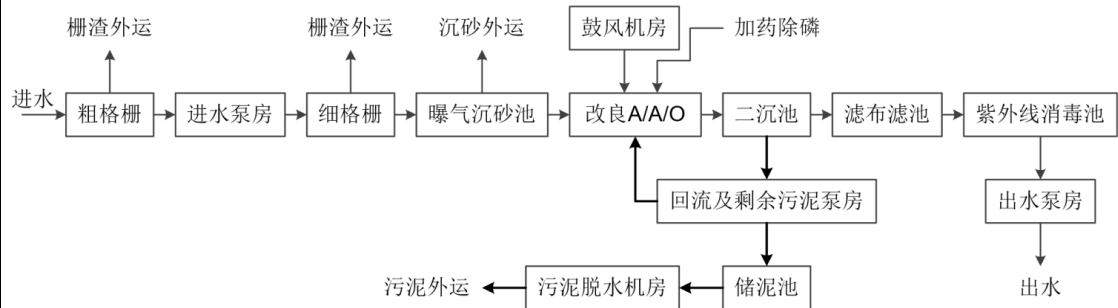 栅渣外运
栅渣外运
沉砂外运
鼓风机房
加药除磷
进水
粗格栅
进水泵房
细格栅
曝气沉砂池
改良A/A/O
二沉池
滤布滤池
紫外线消毒池
回流及剩余污泥泵房
出水泵房
污泥外运
污泥脱水机房
储泥池
出水